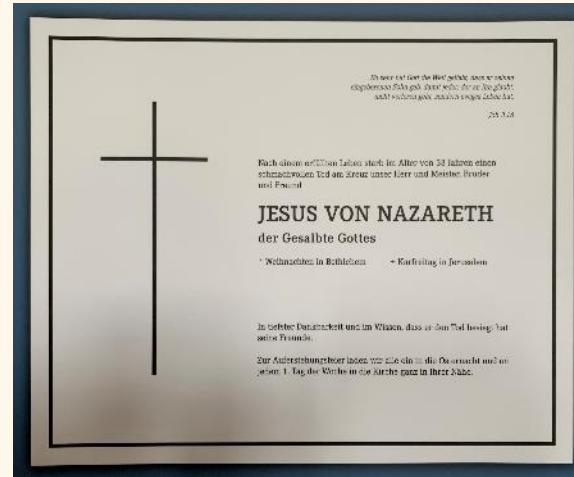 So sehr hat Gott die Welt geliebt, dass er seinen
eingeborenen Sohn gab, damit jeder, der an ihn glaubt,
nicht verloren geht, sondern ewiges Leben hat.
Joh 3,16
Nach einem erfüllten Leben starb im Alter von 33 Jahren einen
schmachvollen Tod am Kreuz unser Herr und Meister, Bruder
und Freund
JESUS VON NAZARETH
der Gesalbte Gottes
* Weihnachten in Bethlehem + Karfreitag in Jerusalem
In tiefster Dankbarkeit und im Wissen, dass er den Tod besiegt hat
seine Freunde.
Zur Auferstehungsfeier laden wir alle ein in die Osternacht und an
jedem 1. Tag der Woche in die Kirche ganz in Ihrer Nähe.